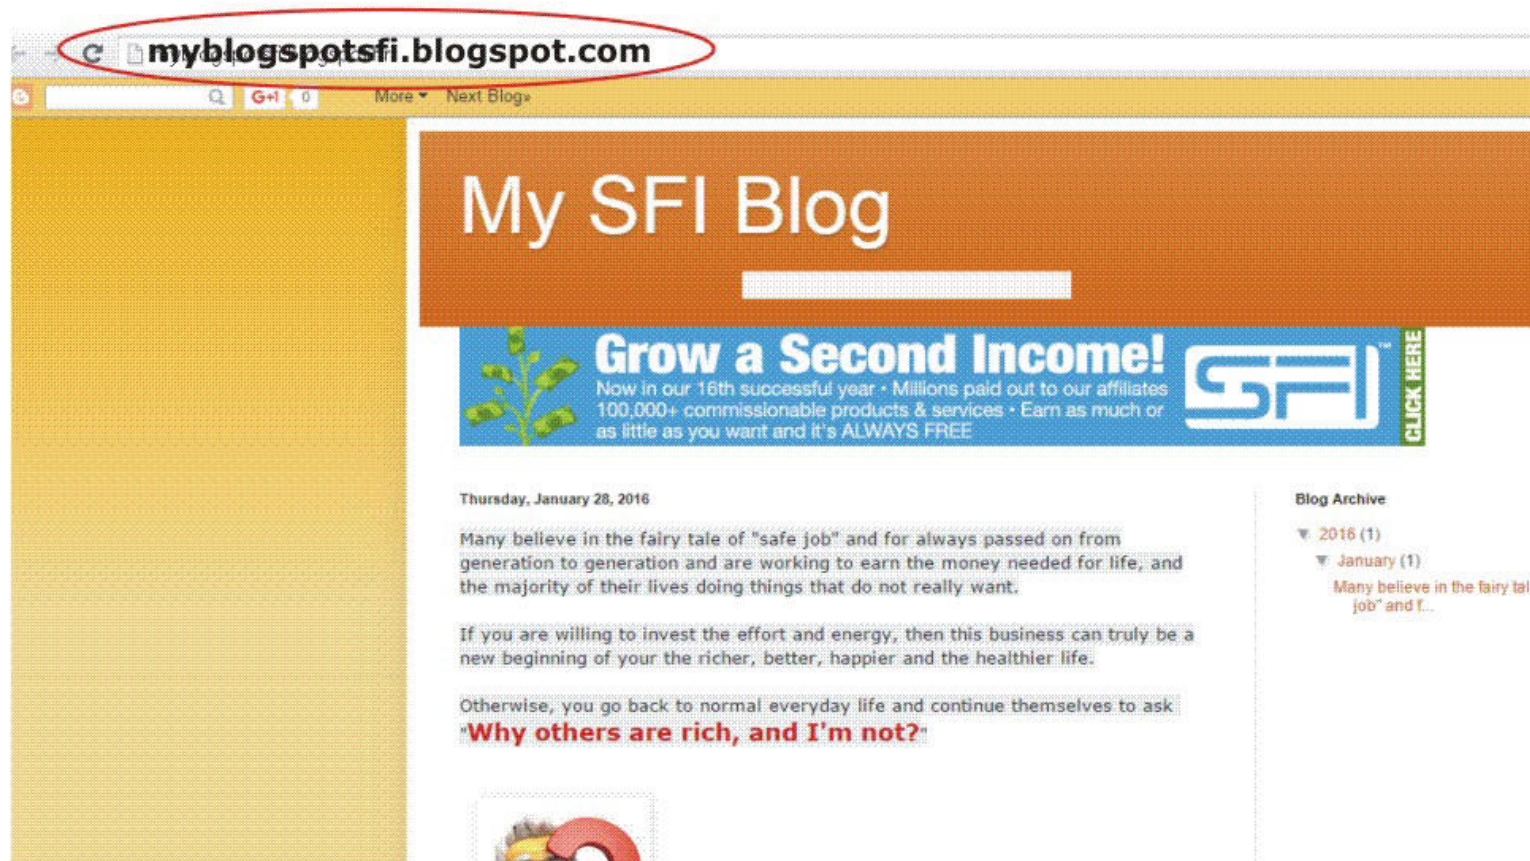 myblogspotsfi.blogspot.com
G+1 0 More Next Blog»
My SFI Blog
Grow a Second Income!
Now in our 16th successful year • Millions paid out to our affiliates
100,000+ commissionable products & services • Earn as much or
as little as you want and it's ALWAYS FREE
SFI™
CLICK HERE
Thursday, January 28, 2016
Many believe in the fairy tale of "safe job" and for always passed on from
generation to generation and are working to earn the money needed for life, and
the majority of their lives doing things that do not really want.
If you are willing to invest the effort and energy, then this business can truly be a
new beginning of your the richer, better, happier and the healthier life.
Otherwise, you go back to normal everyday life and continue themselves to ask
"Why others are rich, and I'm not?"
Blog Archive
▼ 2016 (1)
▼ January (1)
Many believe in the fairy tal
job" and f...